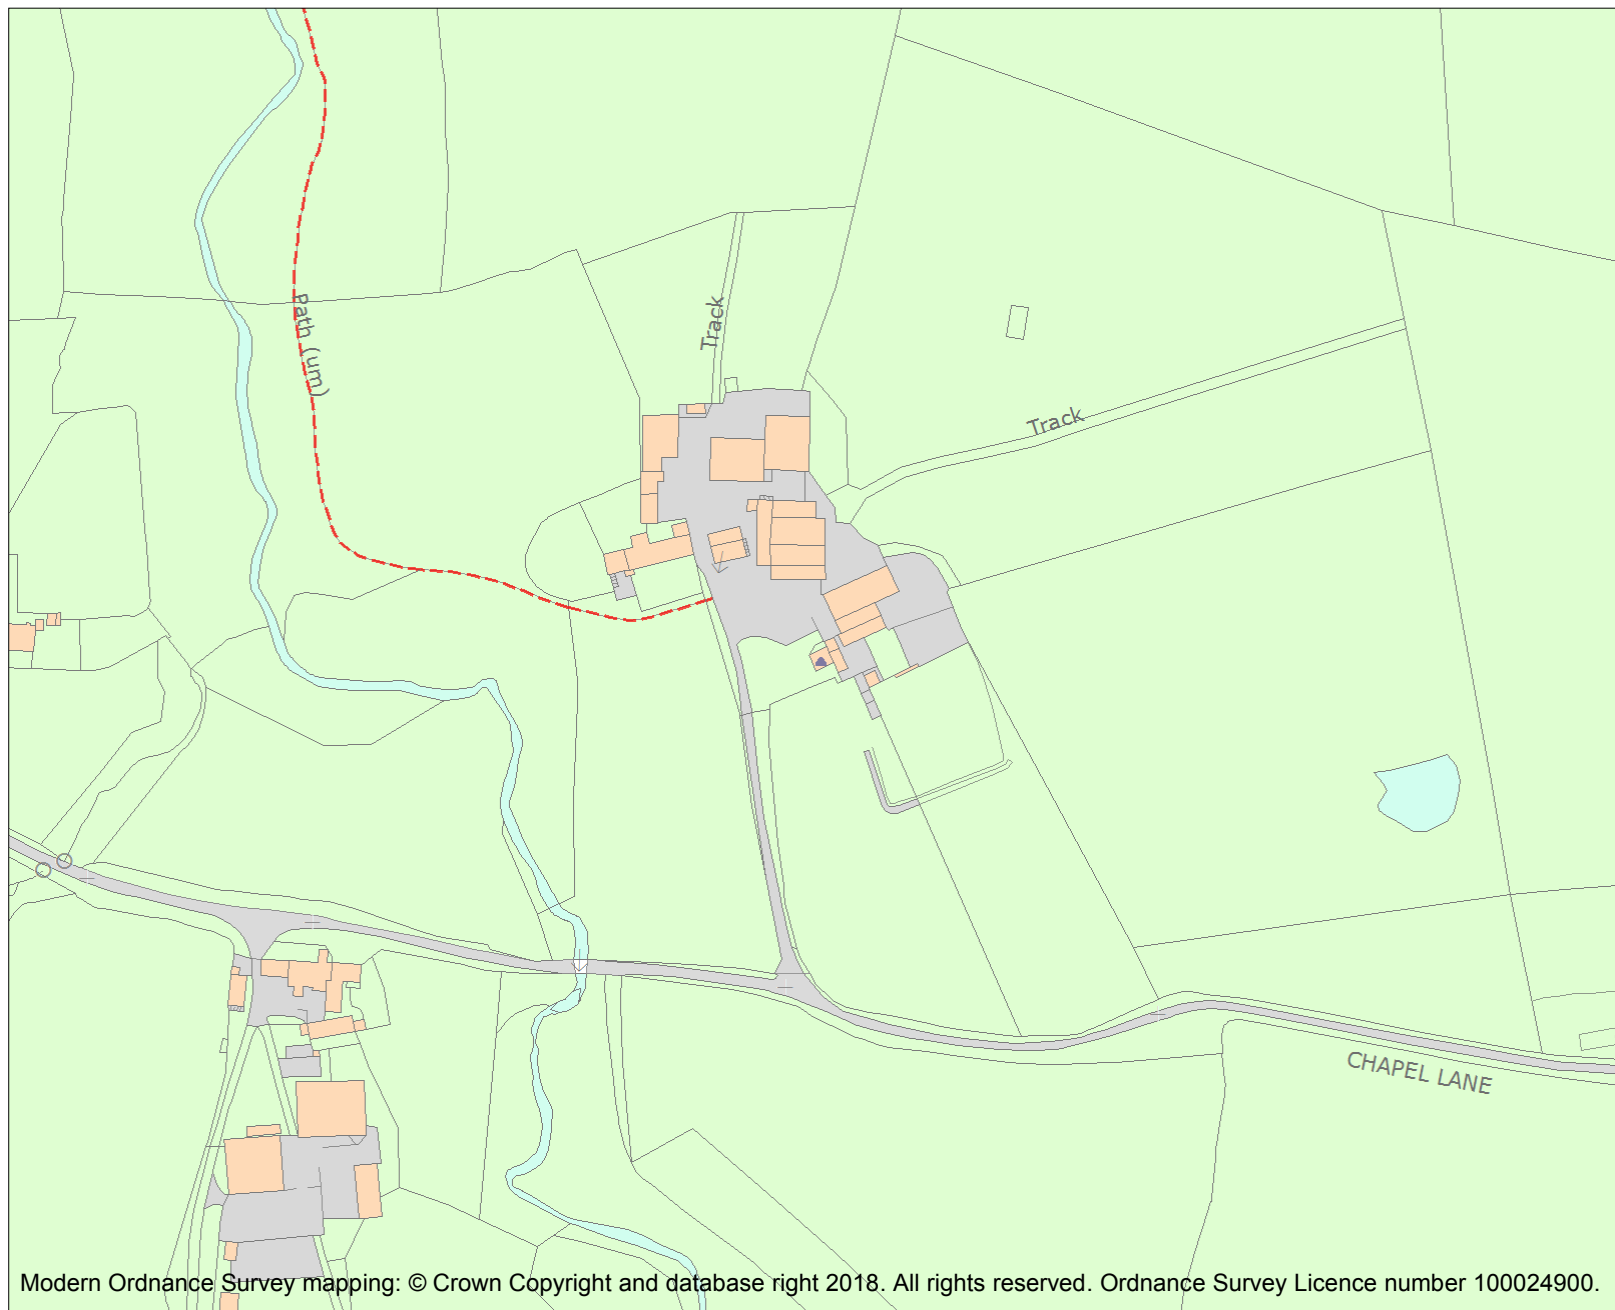 Path (um)
Track
Track
CHAPEL LANE
Modern Ordnance Survey mapping: © Crown Copyright and database right 2018. All rights reserved. Ordnance Survey Licence number 100024900.